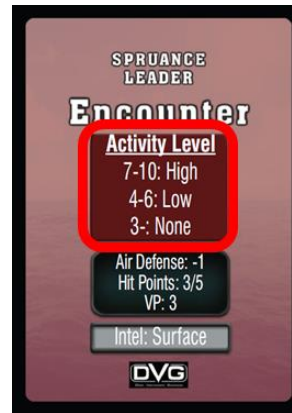 SPRUANCE
LEADER
Encounter
Activity Level
7-10: High
4-6: Low
3-: None
Air Defense: -1
Hit Points: 3/5
VP: 3
Intel: Surface
DVG